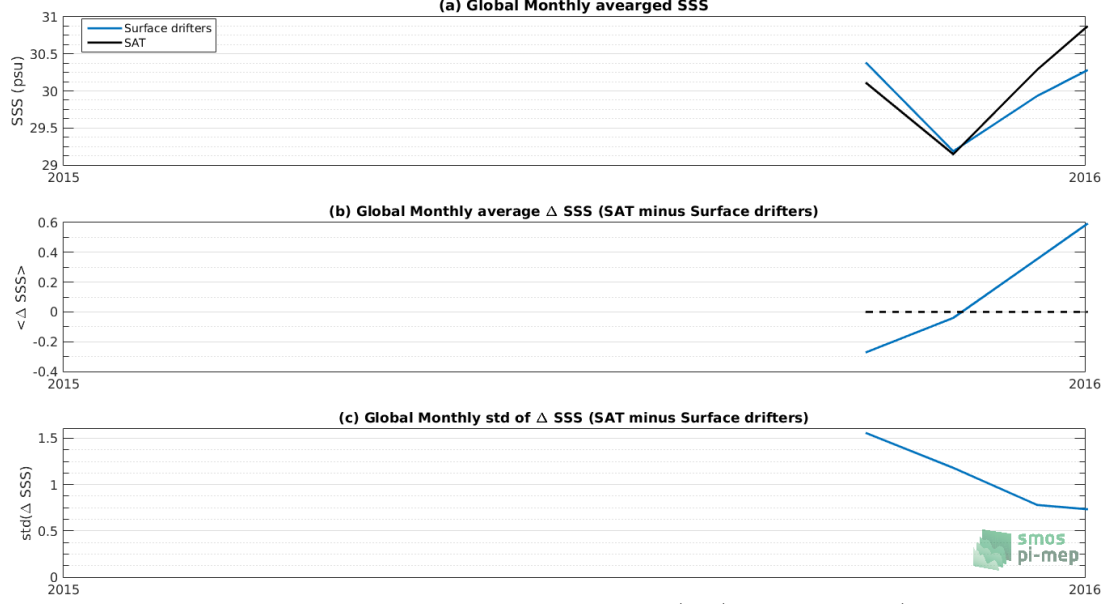 (a) Global Monthly avearged SSS
31
30.5
30
29.5
29
SSS (psu)
Surface drifters
SAT
2015
2016
(b) Global Monthly average Δ SSS (SAT minus Surface drifters)
0.6
0.4
0.2
0
-0.2
-0.4
<Δ SSS>
2015
2016
(c) Global Monthly std of Δ SSS (SAT minus Surface drifters)
1.5
1
0.5
0
std(Δ SSS)
smos
pi-mep
2015
2016